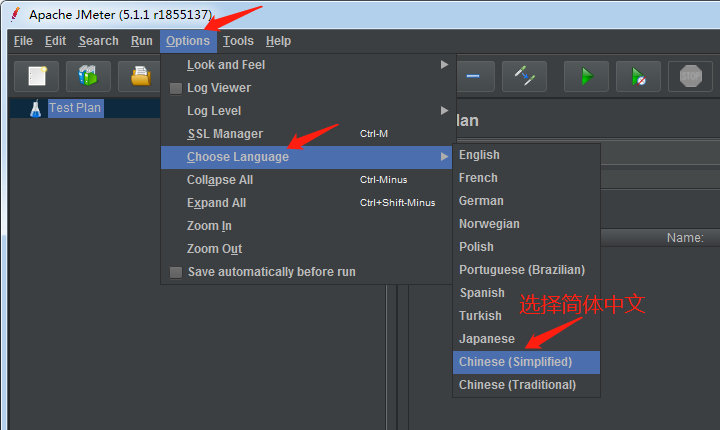 Apache JMeter (5.1.1 r1855137)
File Edit Search Run Options Tools Help
Look and Feel
Log Viewer
Log Level
SSL Manager Ctrl-M
Choose Language
Collapse All Ctrl-Minus
Expand All Ctrl+Shift-Minus
Zoom In
Zoom Out
Save automatically before run
Test Plan
STOP
lan
Name:
English
French
German
Norwegian
Polish
Portuguese (Brazilian)
Spanish
Turkish
Japanese
Chinese (Simplified)
Chinese (Traditional)
选择简体中文